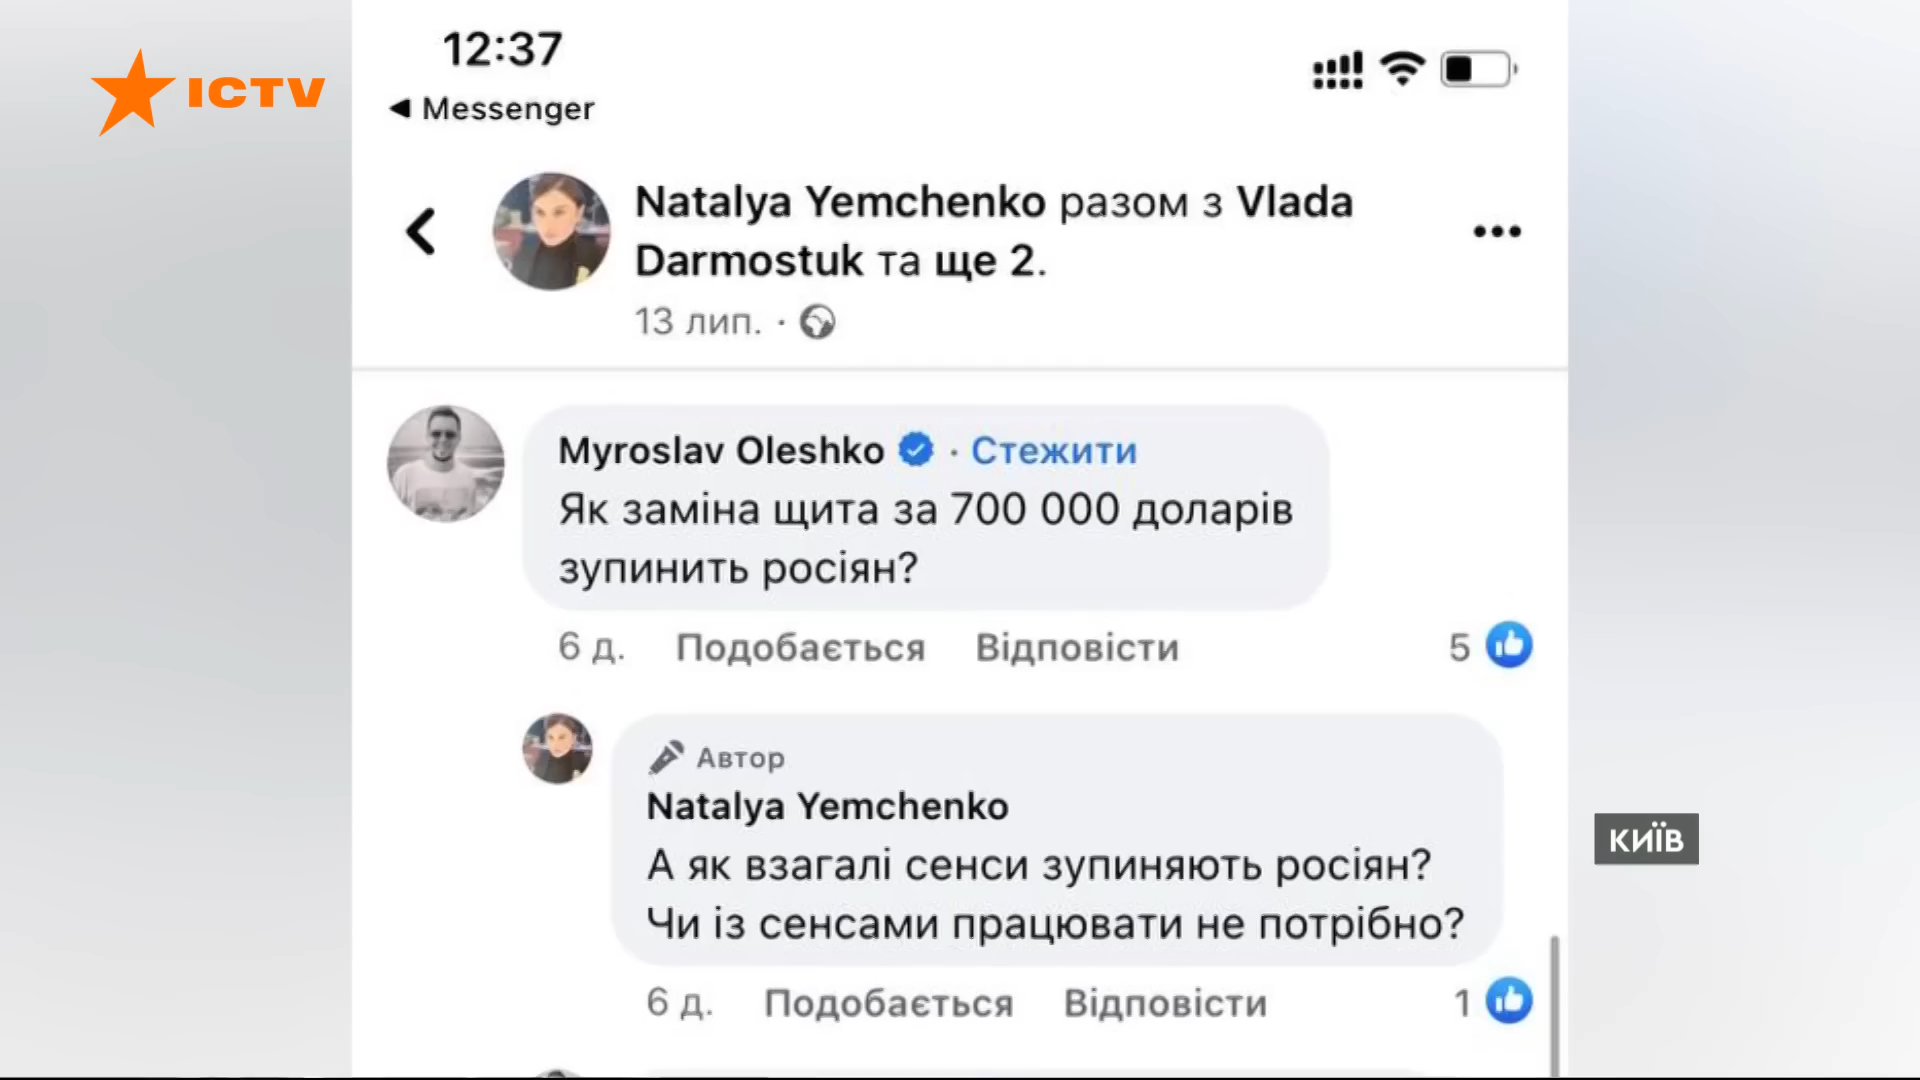 ICTV
12:37
Messenger
Natalya Yemchenko разом з Vlada
Darmostuk та ще 2.
13 лип. ·
Myroslav Oleshko · Стежити
Як заміна щита за 700 000 доларів
зупинить росіян?
6 д. Подобається Відповісти 5
Автор
Natalya Yemchenko
А як взагалі сенси зупиняють росіян?
Чи із сенсами працювати не потрібно?
6 д. Подобається Відповісти 1
КИЇВ